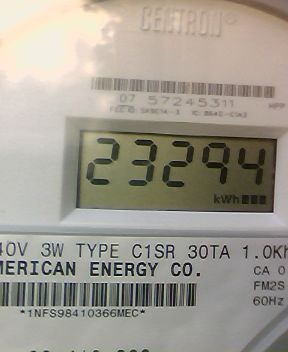 CENTRON®
07 57245311
23294
kWh
40V 3W TYPE C1SR 30TA 1.0Kh
MERICAN ENERGY CO.
CA 0
FM2S
60Hz
*1NFS98410366MEC*